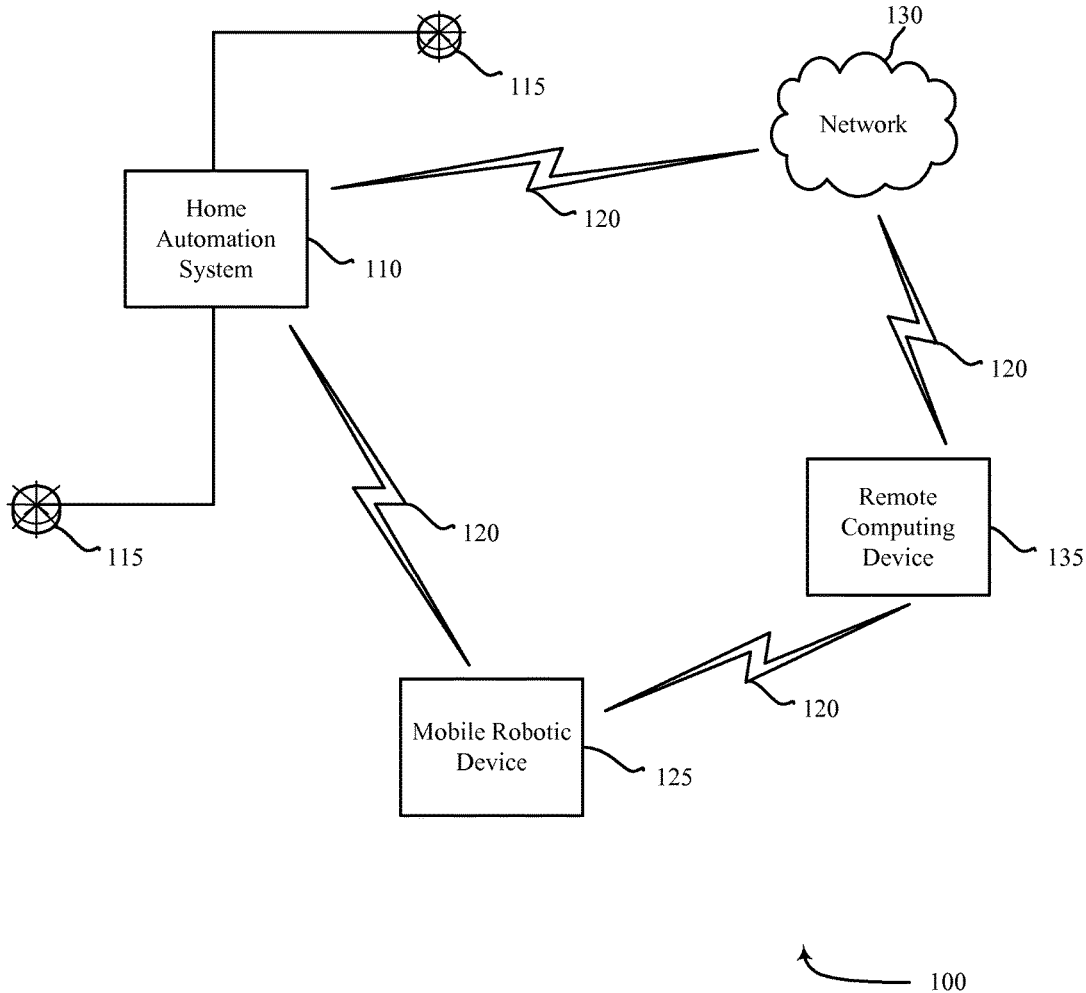 130
115
Network
Home
Automation
System
120
110
120
120
Remote
Computing
Device
115
135
120
Mobile Robotic
Device
125
100